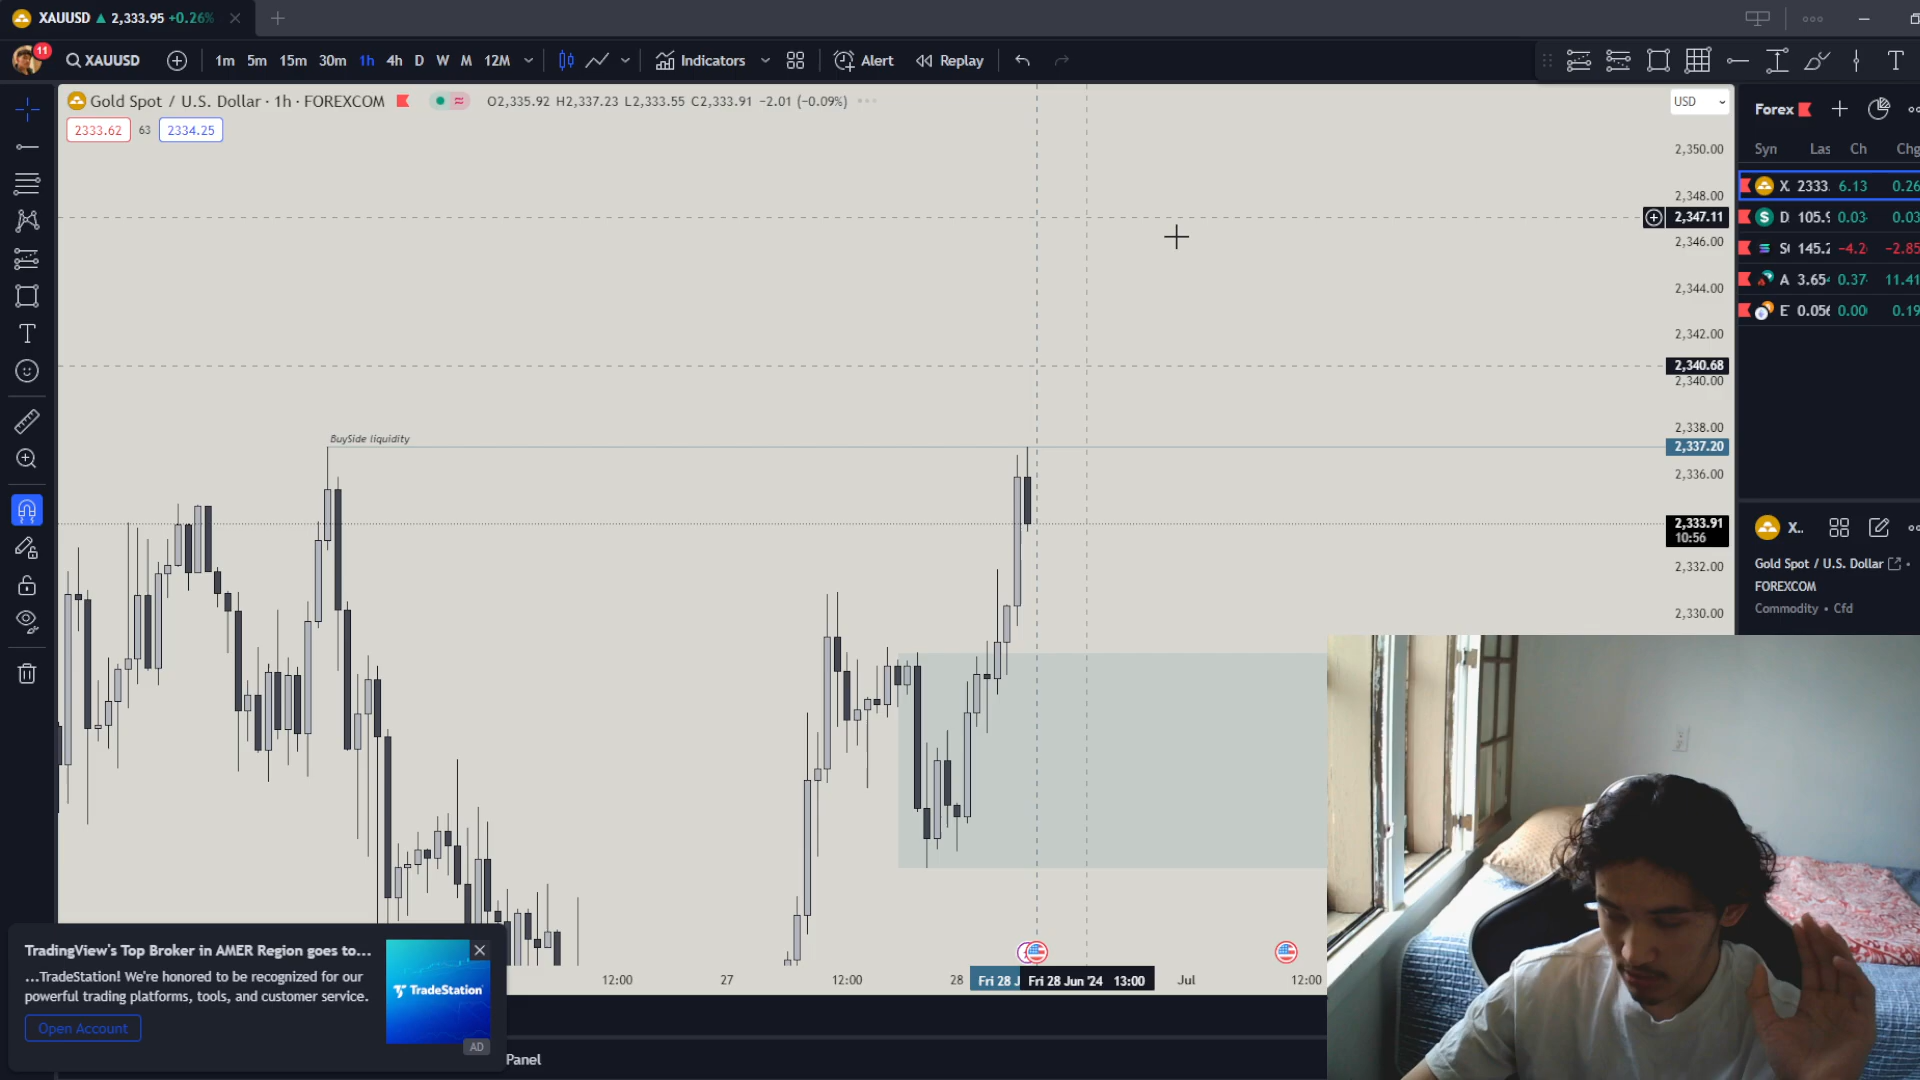 XAUUSD ▲ 2,333.95 +0.26%
11
XAUUSD 1m 5m 15m 30m 1h 4h D W M 12M Indicators Alert Replay
Gold Spot / U.S. Dollar · 1h · FOREXCOM O2,335.92 H2,337.23 L2,333.55 C2,333.91 −2.01 (−0.09%)
2333.62 63 2334.25
USD
2,350.00
2,348.00
2,347.11
2,346.00
2,344.00
2,342.00
2,340.68
2,340.00
2,338.00
BuySide liquidity
2,337.20
2,336.00
2,333.91
10:56
2,332.00
2,330.00
12:00 27 12:00 28 Fri 28 J Fri 28 Jun '24 13:00 Jul 12:00
Forex
Syn Las Ch Chg
X 2333. 6.13 0.26
D 105.9 0.03 0.03
145.2 −4.2 −2.85
A 3.65 0.37 11.41
E 0.056 0.00 0.19
X..
Gold Spot / U.S. Dollar
FOREXCOM
Commodity • Cfd
TradingView's Top Broker in AMER Region goes to...
...TradeStation! We're honored to be recognized for our
powerful trading platforms, tools, and customer service.
Open Account
TradeStation
AD
Panel